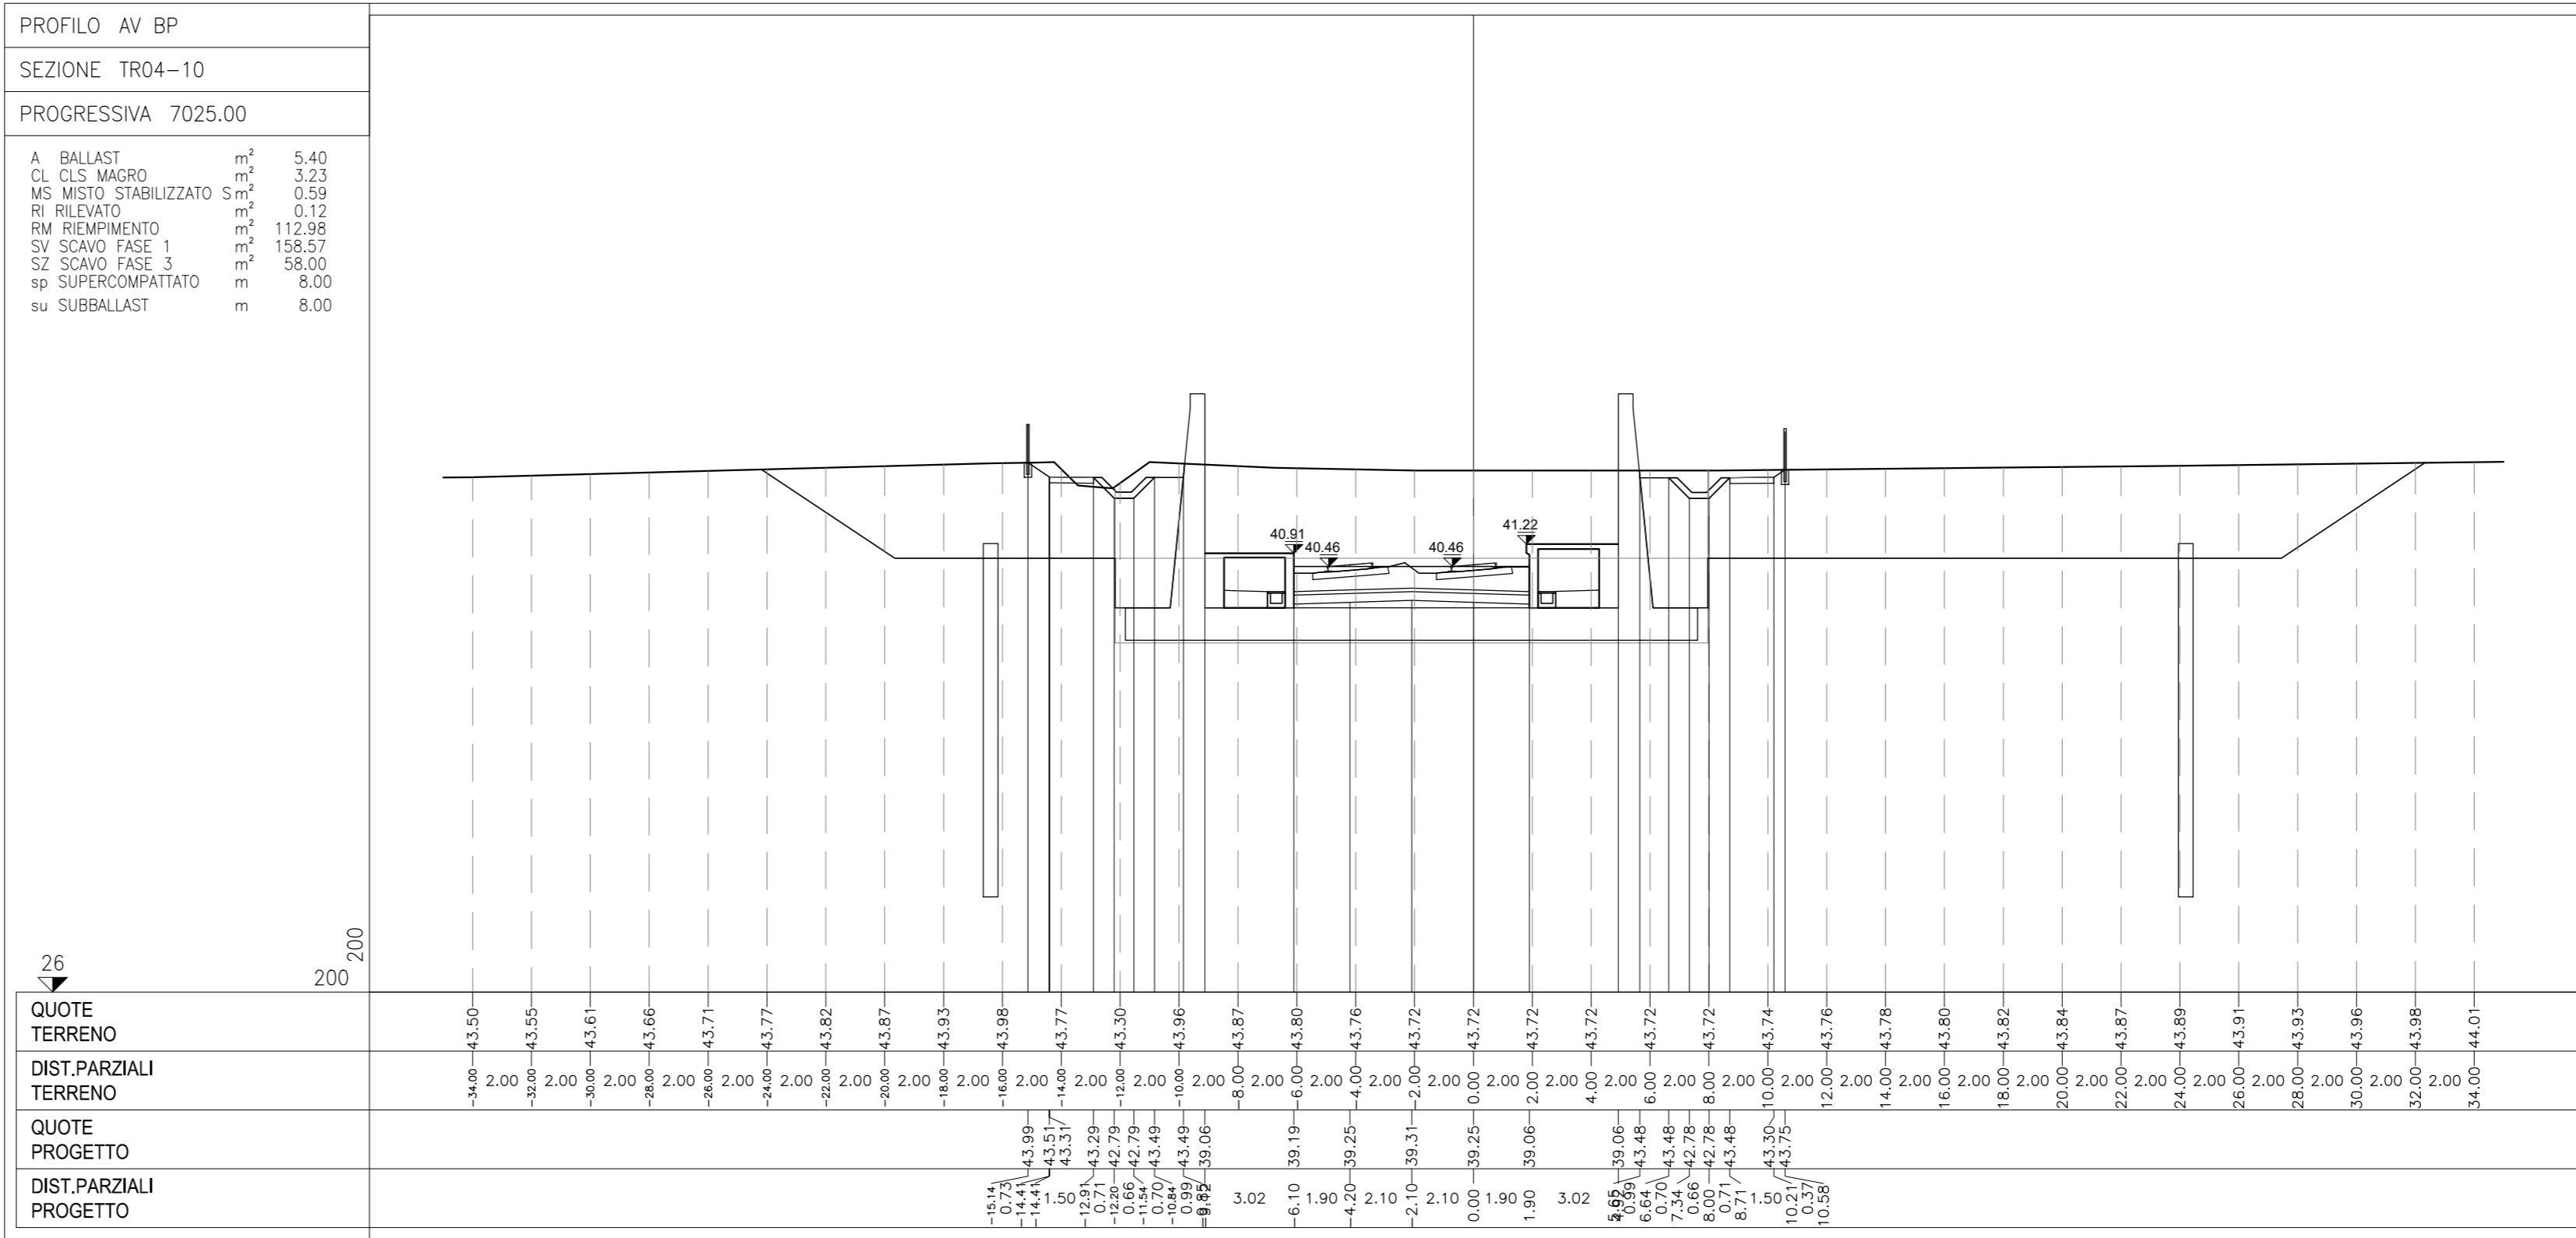 PROFILO AV BP
SEZIONE TR04-10
PROGRESSIVA 7025.00
A BALLAST m² 5.40
CL CLS MAGRO m² 3.23
MS MISTO STABILIZZATO S m² 0.59
RI RILEVATO m² 0.12
RM RIEMPIMENTO m² 112.98
SV SCAVO FASE 1 m² 158.57
SZ SCAVO FASE 3 m² 58.00
sp SUPERCOMPATTATO m 8.00
su SUBBALLAST m 8.00
40.91
40.46
40.46
41.22
26
200
200
QUOTE
TERRENO
43.50 43.55 43.61 43.66 43.71 43.77 43.82 43.87 43.93 43.98 43.77 43.30 43.96 43.87 43.80 43.76 43.72 43.72 43.72 43.72 43.72 43.72 43.74 43.76 43.78 43.80 43.82 43.84 43.87 43.89 43.91 43.93 43.96 43.98 44.01
DIST.PARZIALI
TERRENO
-34.00 2.00 -32.00 2.00 -30.00 2.00 -28.00 2.00 -26.00 2.00 -24.00 2.00 -22.00 2.00 -20.00 2.00 -18.00 2.00 -16.00 2.00 -14.00 2.00 -12.00 2.00 -10.00 2.00 -8.00 2.00 -6.00 2.00 -4.00 2.00 -2.00 2.00 0.00 2.00 2.00 2.00 4.00 2.00 6.00 2.00 8.00 2.00 10.00 2.00 12.00 2.00 14.00 2.00 16.00 2.00 18.00 2.00 20.00 2.00 22.00 2.00 24.00 2.00 26.00 2.00 28.00 2.00 30.00 2.00 32.00 2.00 34.00
QUOTE
PROGETTO
43.99 43.51 43.31 43.29 42.79 42.79 43.49 43.49 39.06 39.19 39.25 39.31 39.25 39.06 39.06 43.48 43.48 42.78 42.78 43.48 43.30 43.75
DIST.PARZIALI
PROGETTO
-15.14 0.73 -14.41 -14.41 1.50 -12.91 0.71 -12.20 0.66 -11.54 0.70 -10.84 0.99 3.02 6.10 1.90 4.20 2.10 2.10 2.10 0.00 1.90 1.90 3.02 0.99 6.64 0.70 7.34 0.66 8.00 0.71 8.71 1.50 10.21 0.37 10.58